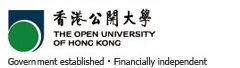 香港公開大學
THE OPEN UNIVERSITY
OF HONG KONG
Government established・Financially independent